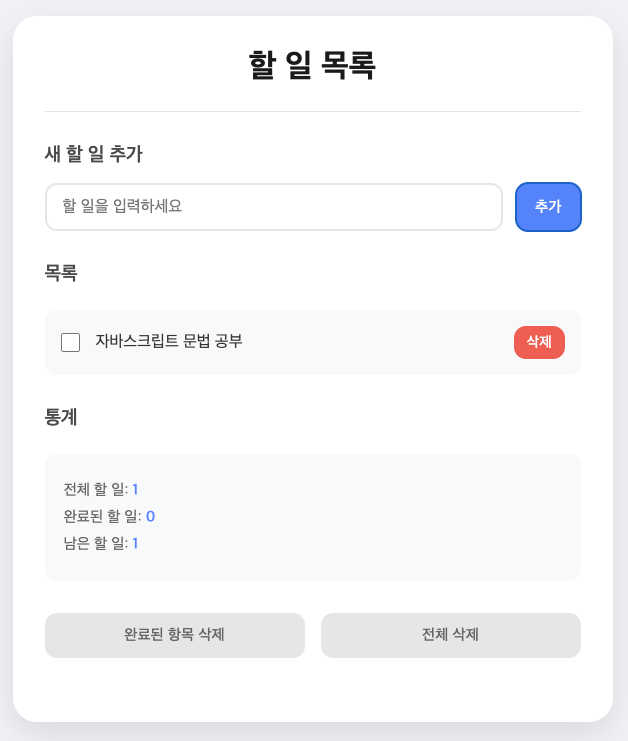 할 일 목록
새 할 일 추가
할 일을 입력하세요
추가
목록
자바스크립트 문법 공부
삭제
통계
전체 할 일: 1
완료된 할 일: 0
남은 할 일: 1
완료된 항목 삭제
전체 삭제